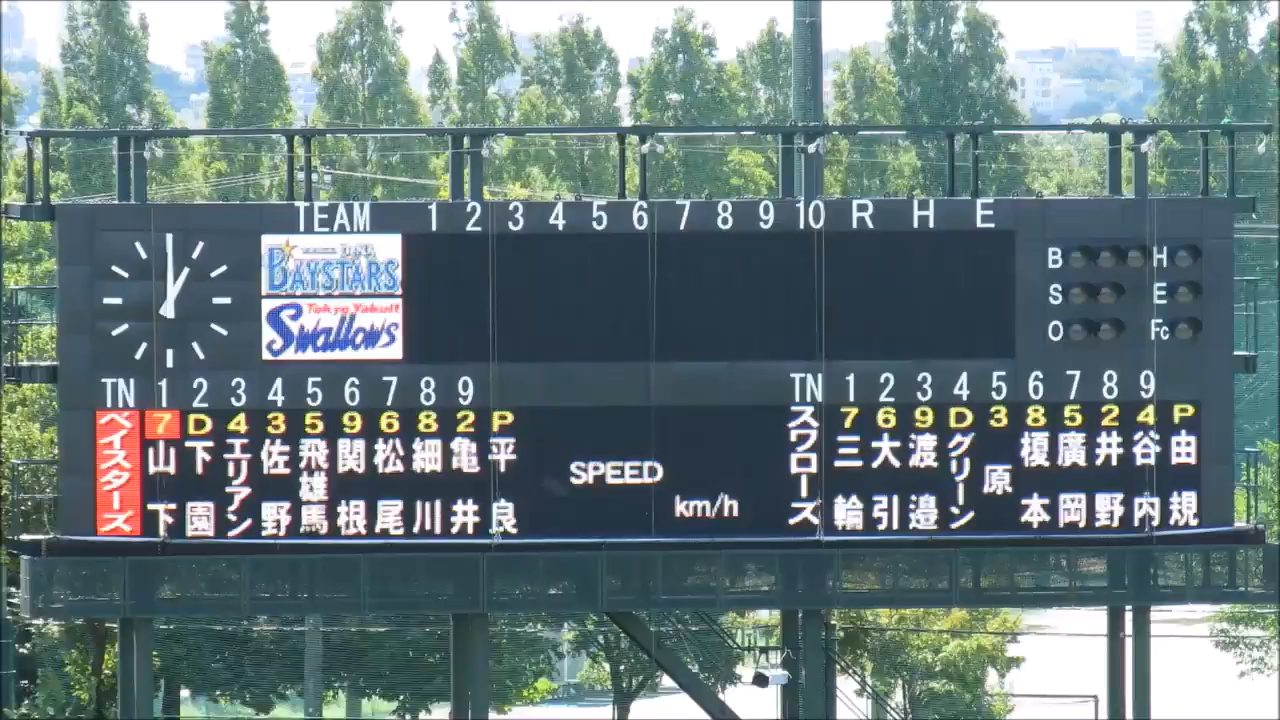 TEAM 1 2 3 4 5 6 7 8 9 10 R H E
YOKOHAMA DeNA
BAYSTARS
Tokyo Yakult
Swallows
B H
S E
O Fc
TN 1 2 3 4 5 6 7 8 9
ベイスターズ
7 D 4 3 5 9 6 8 2 P
山下
下園
エリアン
佐野
飛雄馬
関根
松尾
細川
亀井
平良
SPEED
km/h
TN 1 2 3 4 5 6 7 8 9
スワローズ
7 6 9 D 3 8 5 2 4 P
三輪
大引
渡邉
グリーン
原
榎本
廣岡
井野
谷内
由規